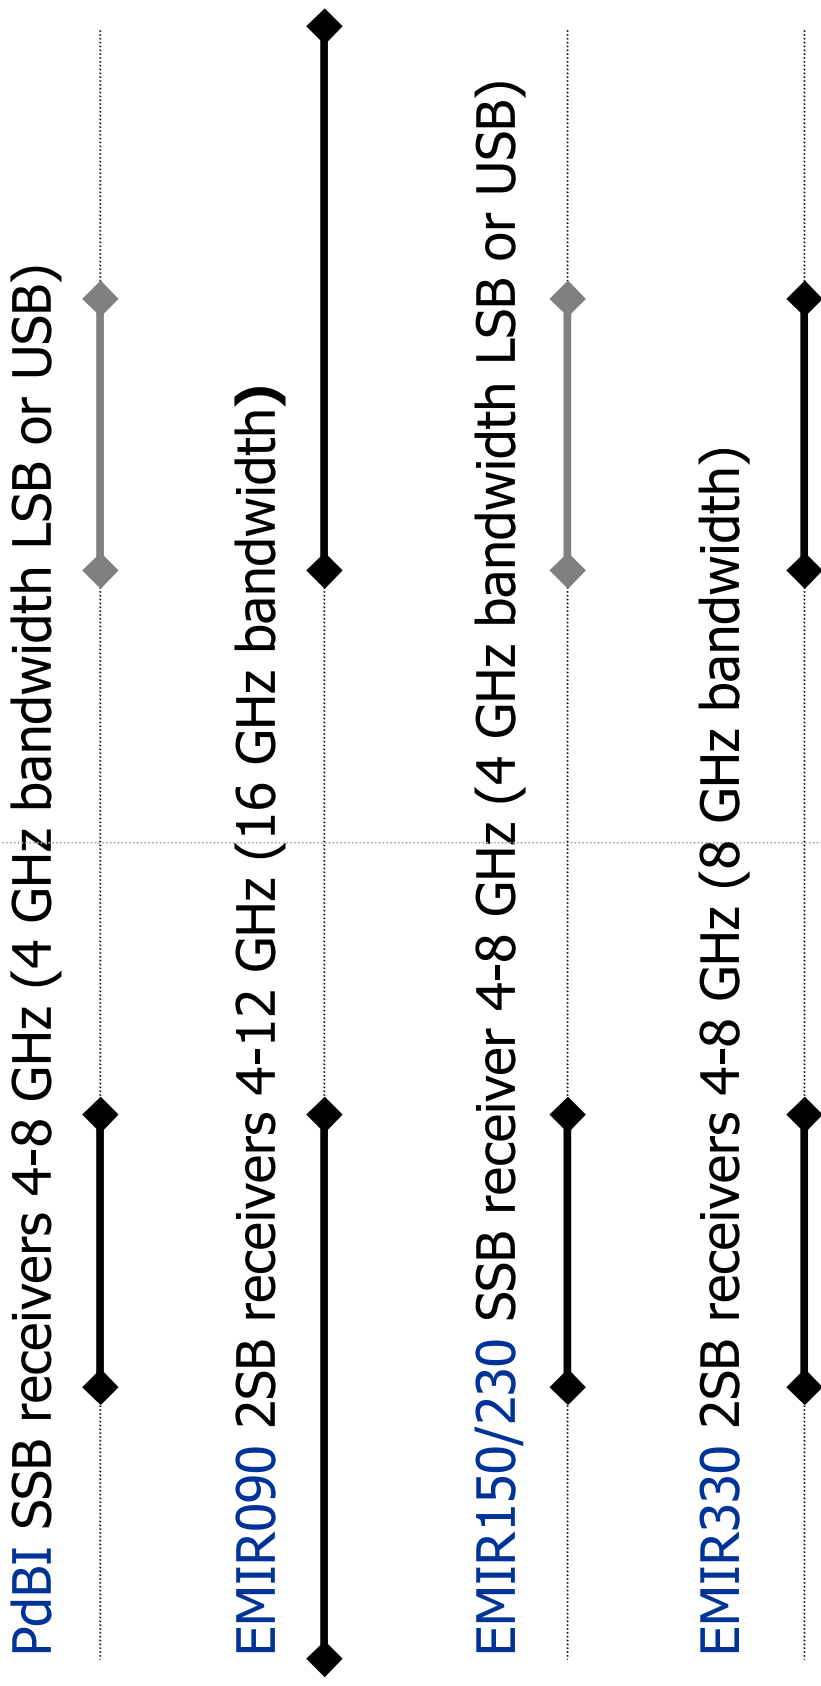 PdBI SSB receivers 4-8 GHz (4 GHz bandwidth LSB or USB)
EMIR090 2SB receivers 4-12 GHz (16 GHz bandwidth)
EMIR150/230 SSB receiver 4-8 GHz (4 GHz bandwidth LSB or USB)
EMIR330 2SB receivers 4-8 GHz (8 GHz bandwidth)